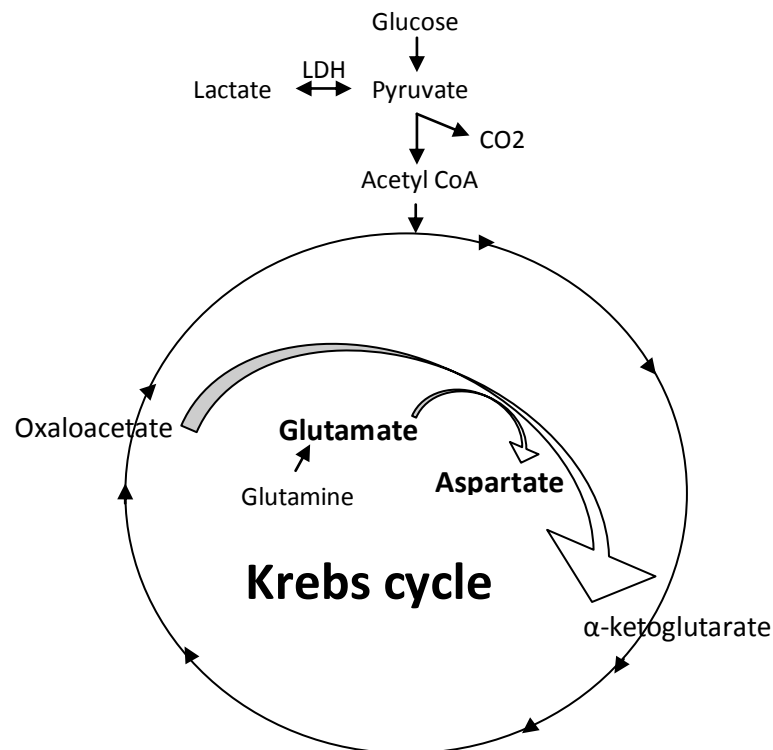 Glucose
LDH
Lactate
Pyruvate
CO2
Acetyl CoA
Oxaloacetate
Glutamate
Aspartate
Glutamine
Krebs cycle
α-ketoglutarate